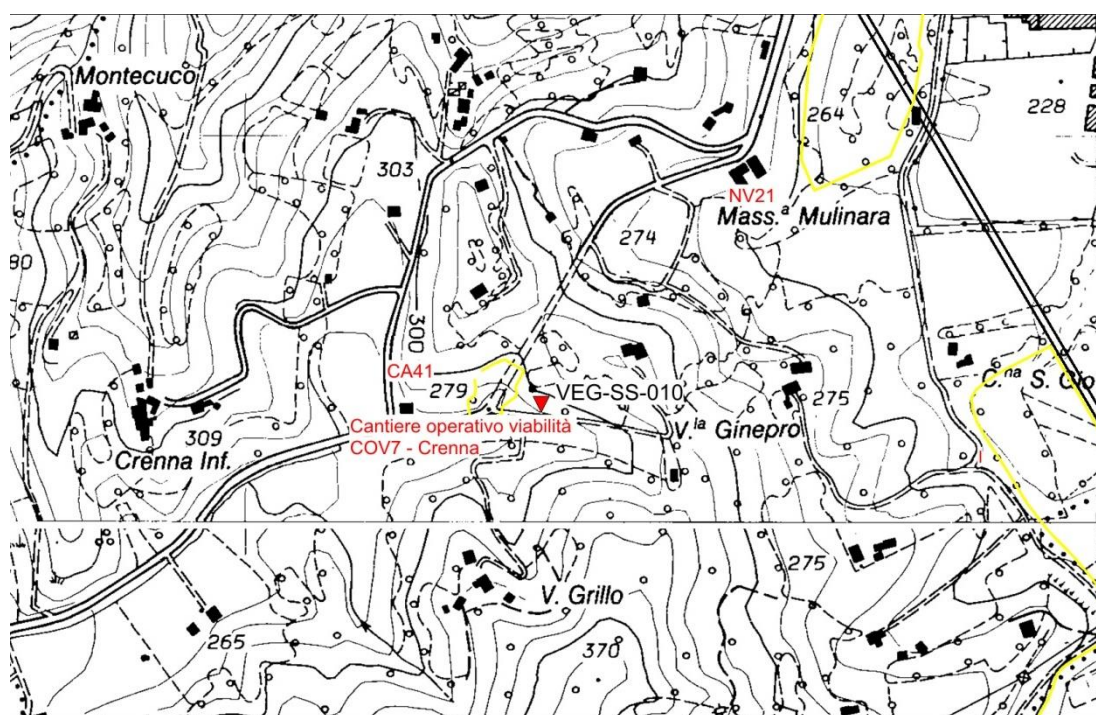 Montecuco
264
228
303
NV21
Mass.ª Mulinara
274
80
300
CA41
279
VEG-SS-010
C.na S. Gio
275
Cantiere operativo viabilità
COV7 - Crenna
V.la Ginepro
309
Crenna Inf.
I
275
V. Grillo
265
370